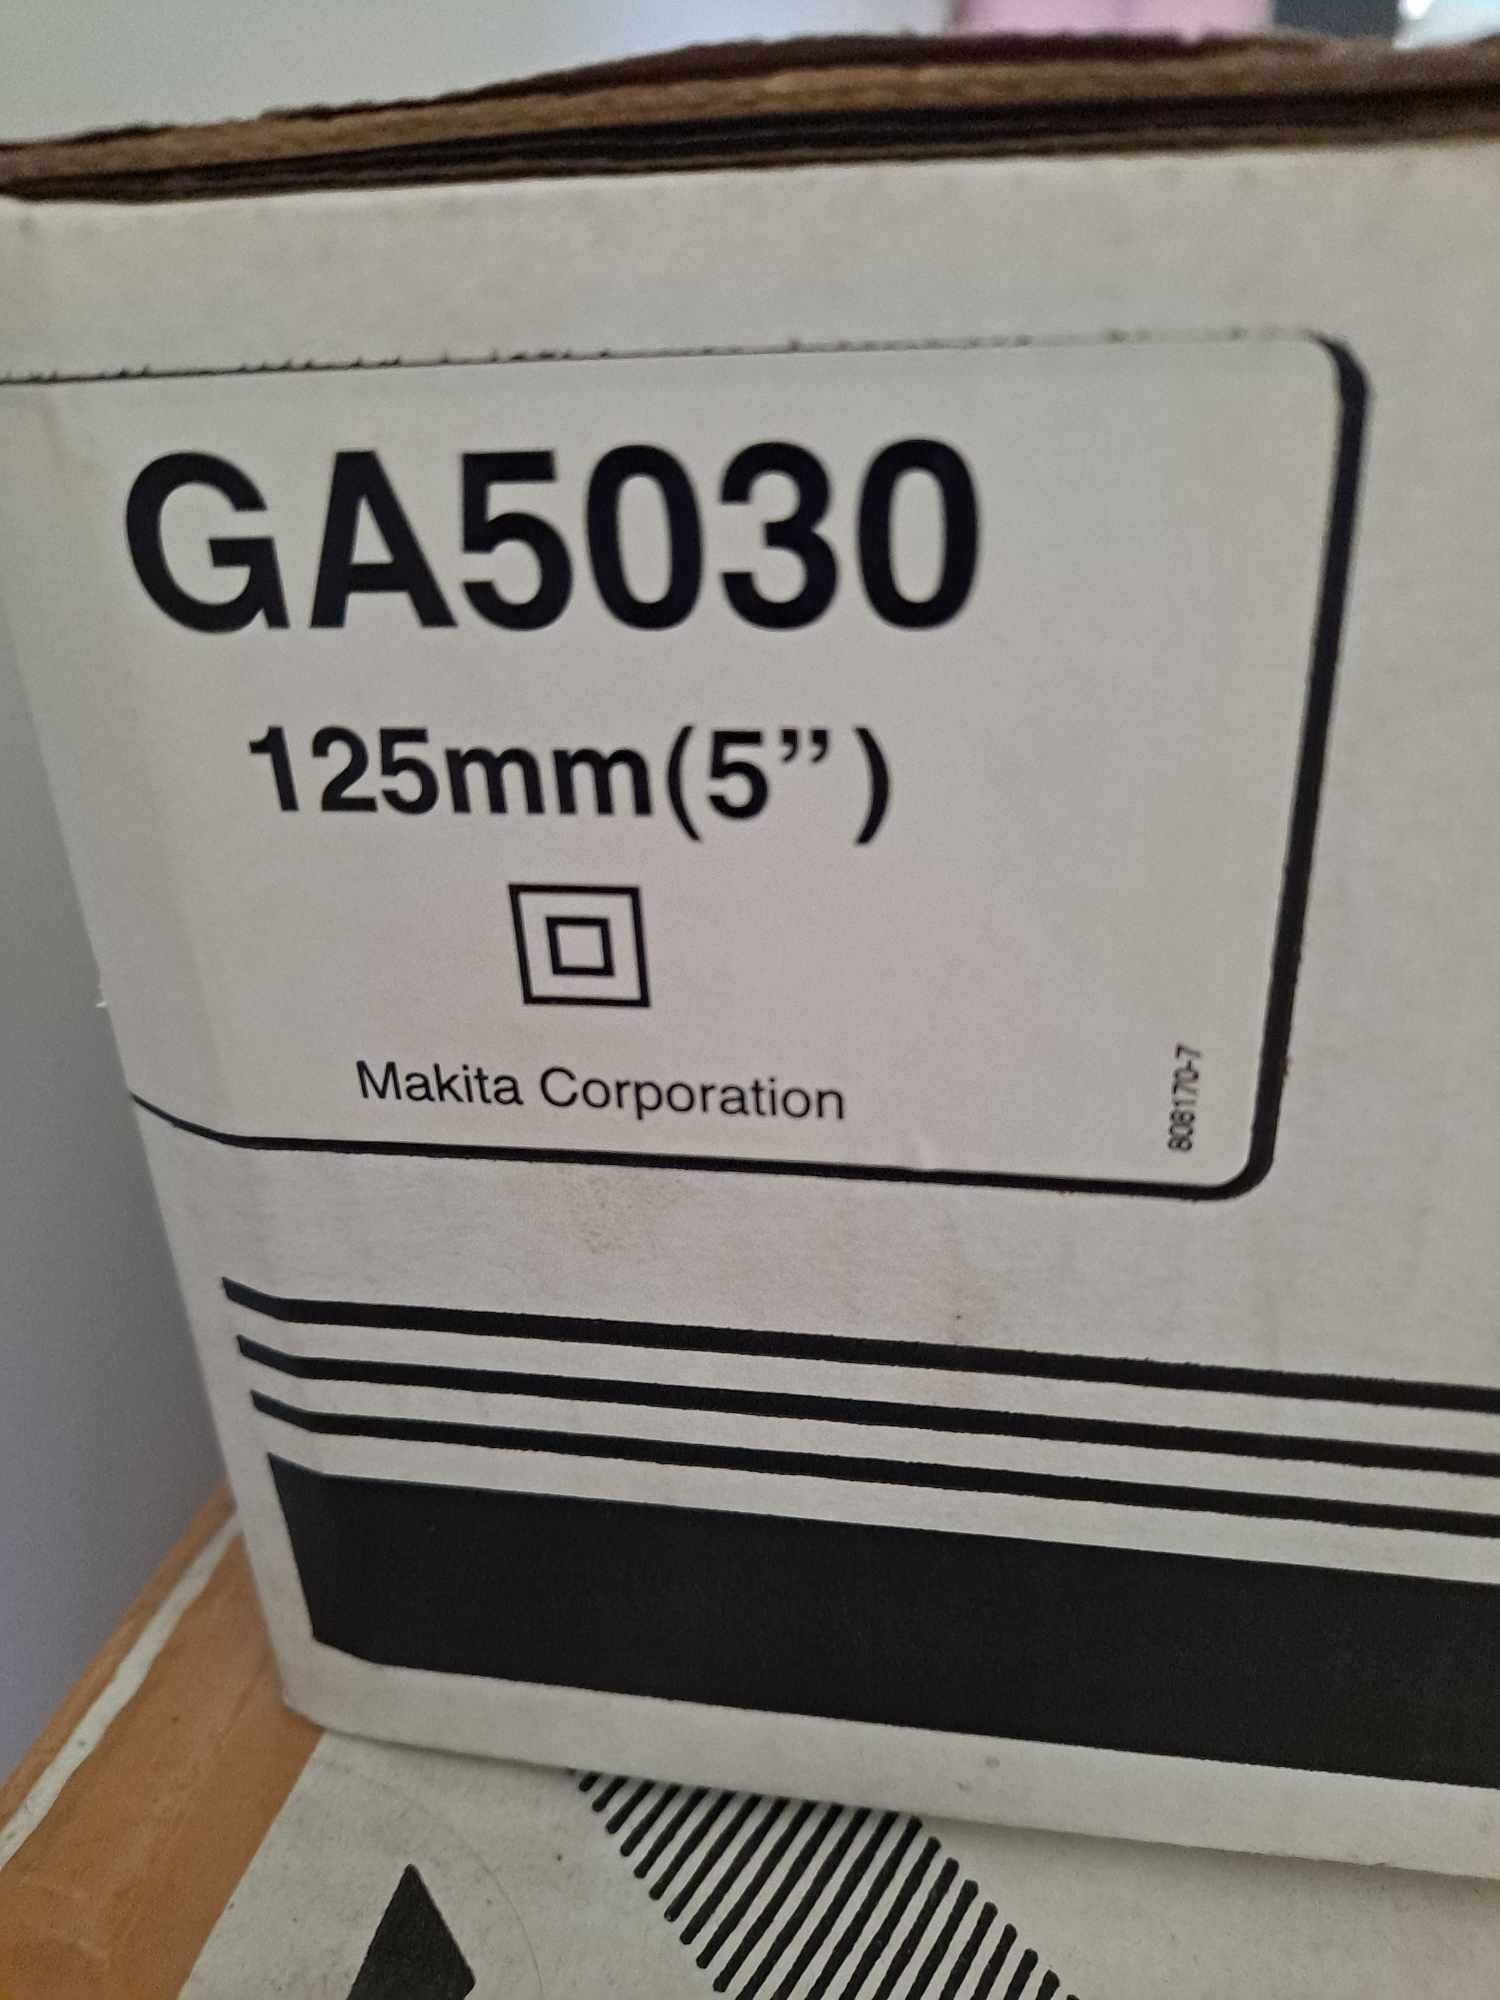 GA5030
125mm(5”)
Makita Corporation
808170-7